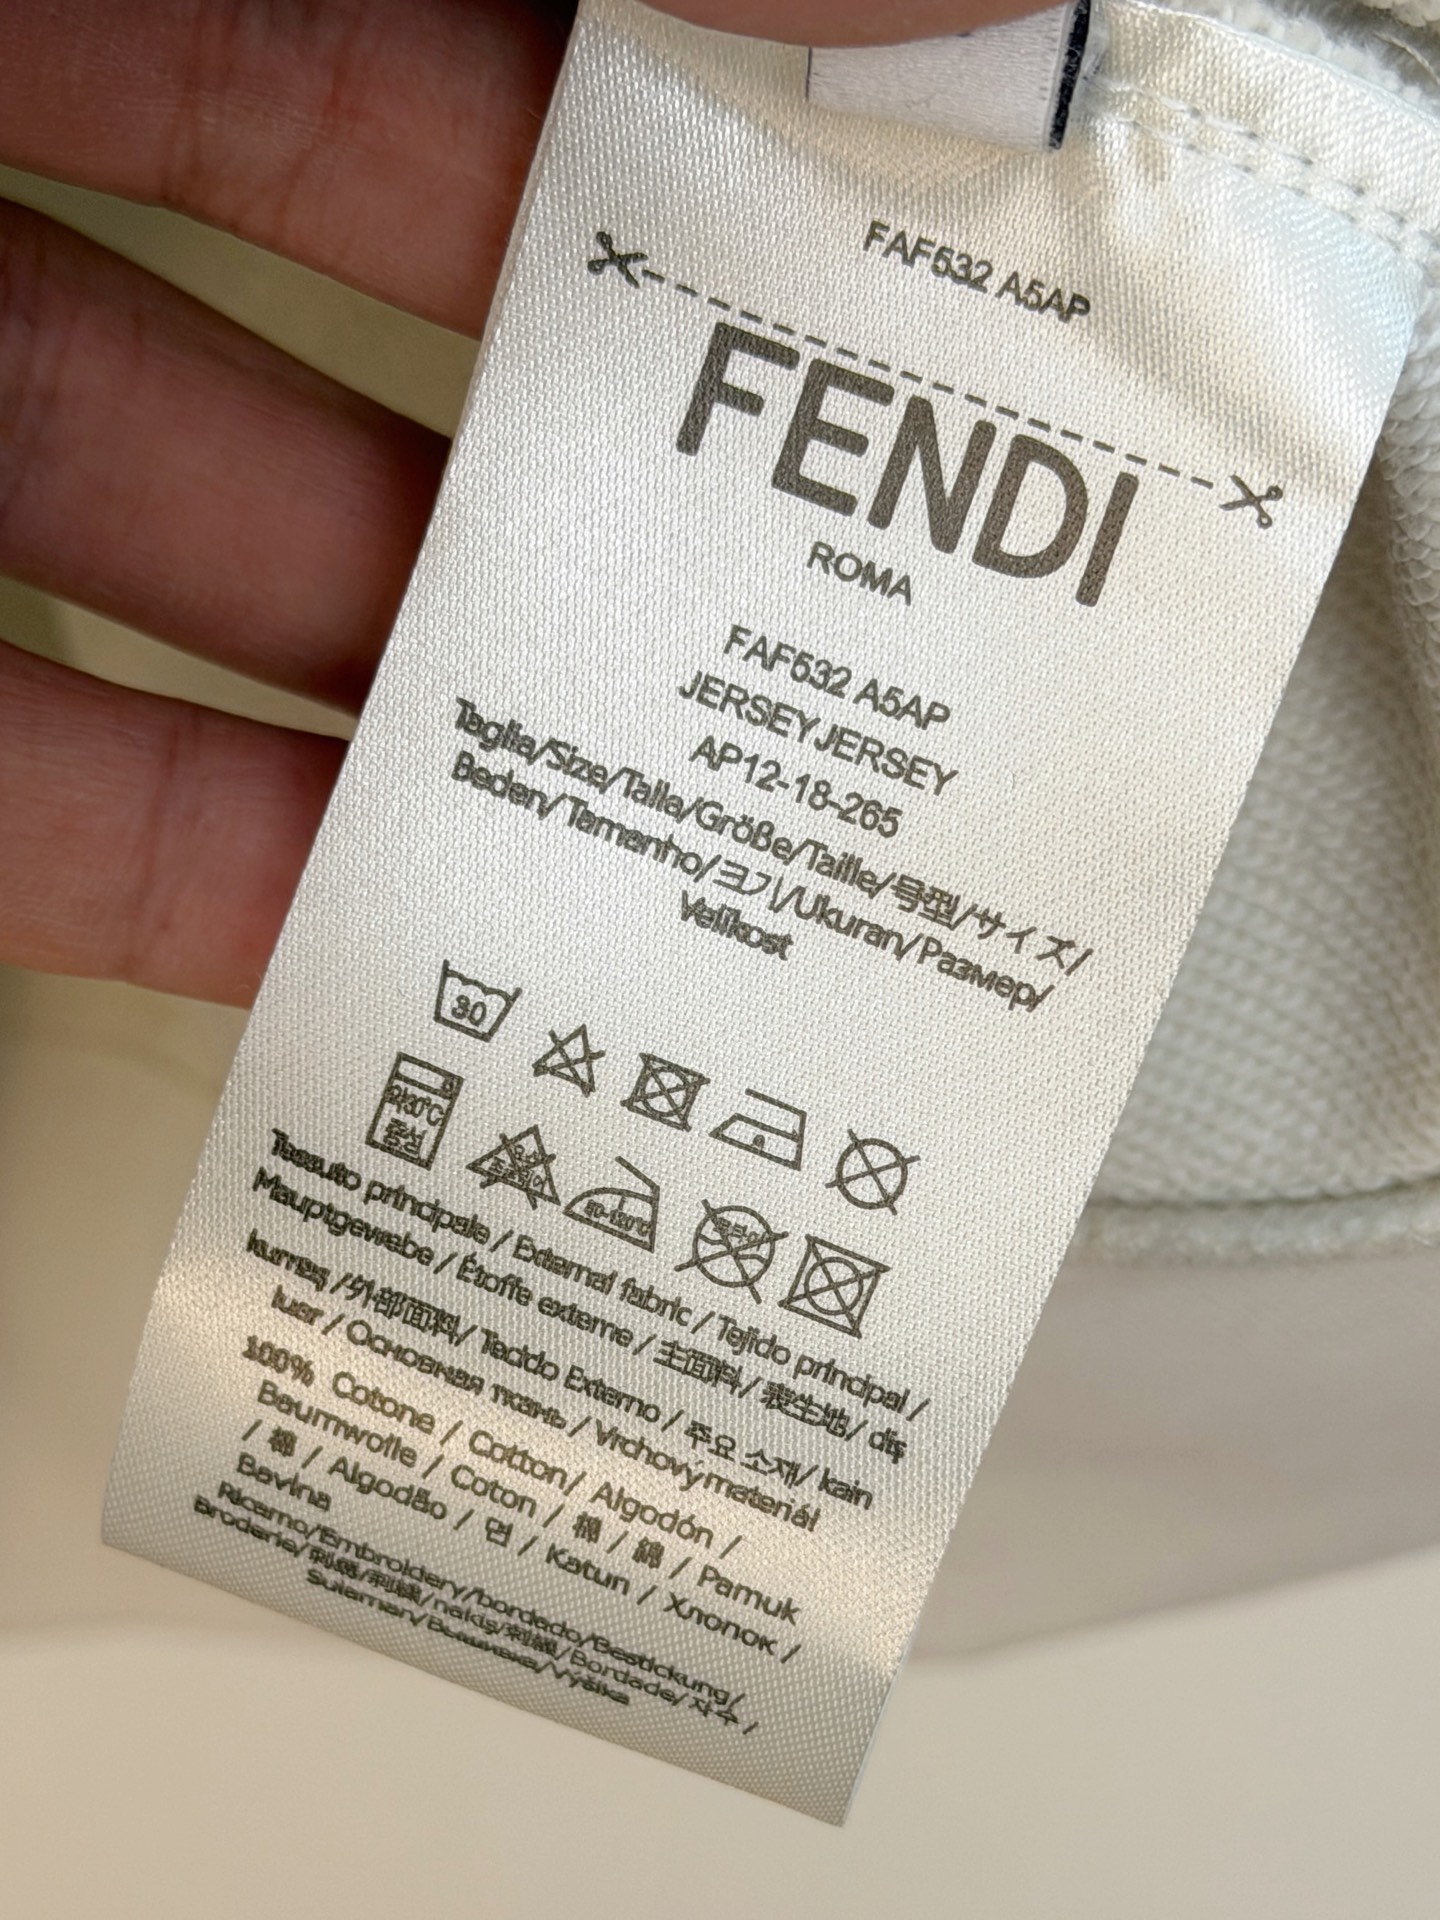 FAF532 A5AP
FENDI
ROMA
FAF532 A5AP
JERSEY JERSEY
AP12-18-265
Taglia/Size/Talla/Größe/Taille/号型/サイズ/
Beden/Tamanho/크기/Ukuran/Размер/
Velikost
30
30℃
중성
80-120℃
Tessuto principale / External fabric / Tejido principal /
Hauptgewebe / Étoffe externe / 主面料 / 表生地 / dış
kumaş / 外部面料 / Tecido Externo / 주요 소재 / kain
luar / Основная ткань / Vrchový materiál
100% Cotone / Cotton / Algodón /
Baumwolle / Coton / 棉 / 綿 / Pamuk
/ 棉 / Algodão / 면 / Katun / Хлопок /
Bavlna
Ricamo/Embroidery/bordado/Bestickung/
Broderie/刺绣/刺繍/nakış/刺繡/Bordado/자수/
Sulaman/Вышивка/Výšivka